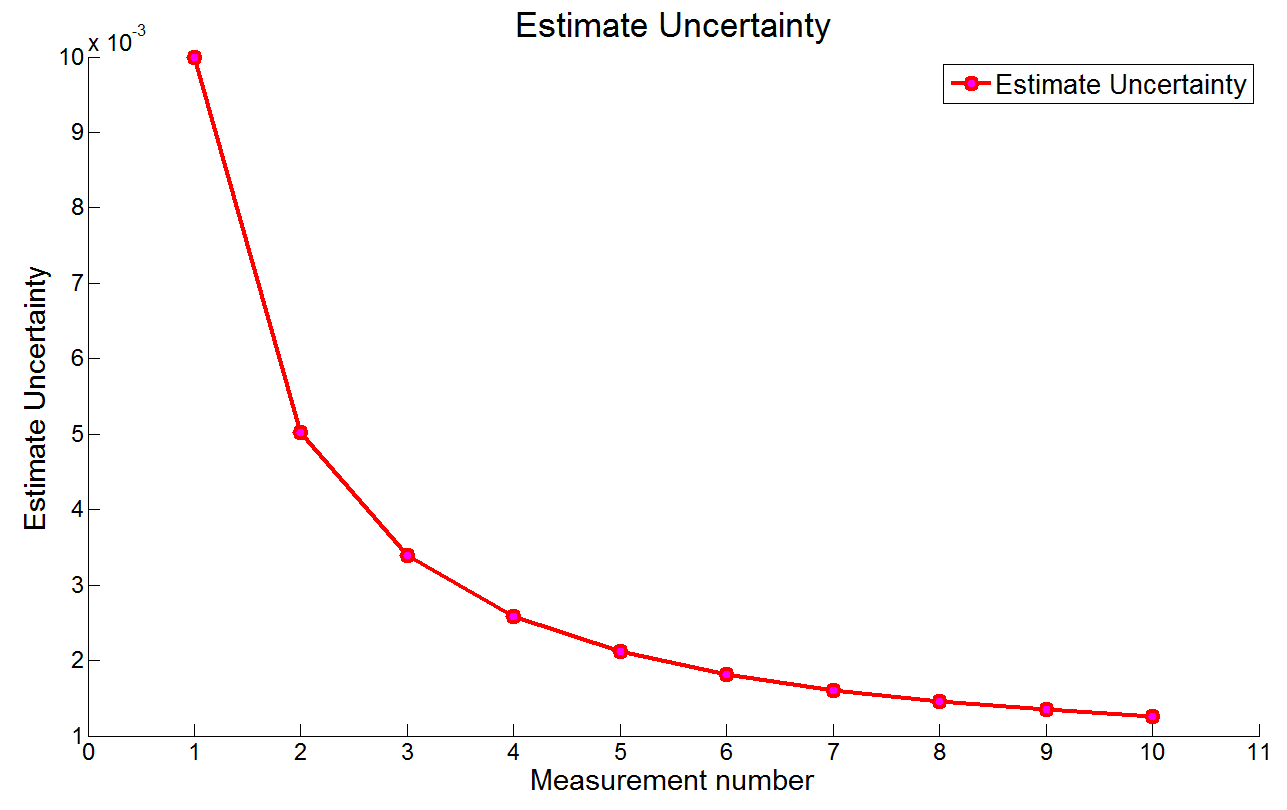 Estimate Uncertainty
x 10^-3
Estimate Uncertainty
10
9
8
7
6
5
4
3
2
1
Estimate Uncertainty
0 1 2 3 4 5 6 7 8 9 10 11
Measurement number